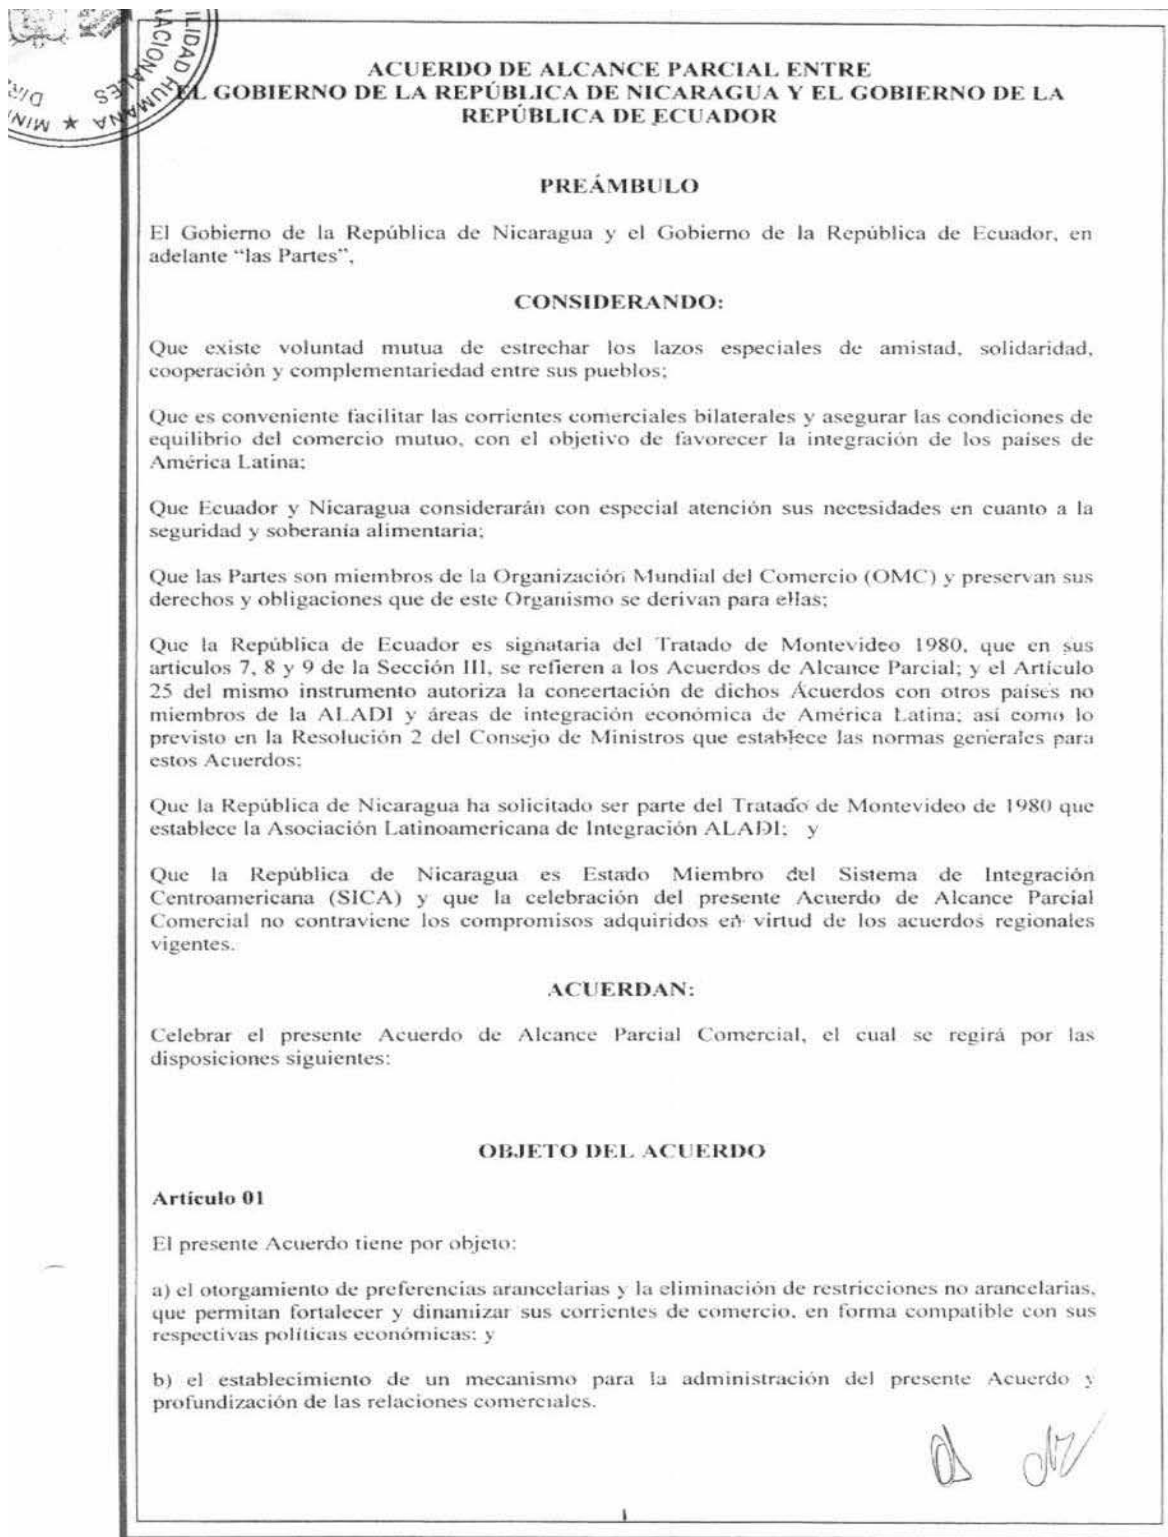 ILIDAD HUMANA
NACIONALES
MINI
ACUERDO DE ALCANCE PARCIAL ENTRE
EL GOBIERNO DE LA REPÚBLICA DE NICARAGUA Y EL GOBIERNO DE LA
REPÚBLICA DE ECUADOR
PREÁMBULO
El Gobierno de la República de Nicaragua y el Gobierno de la República de Ecuador, en
adelante “las Partes”,
CONSIDERANDO:
Que existe voluntad mutua de estrechar los lazos especiales de amistad, solidaridad,
cooperación y complementariedad entre sus pueblos;
Que es conveniente facilitar las corrientes comerciales bilaterales y asegurar las condiciones de
equilibrio del comercio mutuo, con el objetivo de favorecer la integración de los países de
América Latina;
Que Ecuador y Nicaragua considerarán con especial atención sus necesidades en cuanto a la
seguridad y soberanía alimentaria;
Que las Partes son miembros de la Organización Mundial del Comercio (OMC) y preservan sus
derechos y obligaciones que de este Organismo se derivan para ellas;
Que la República de Ecuador es signataria del Tratado de Montevideo 1980, que en sus
artículos 7, 8 y 9 de la Sección III, se refieren a los Acuerdos de Alcance Parcial; y el Artículo
25 del mismo instrumento autoriza la concertación de dichos Acuerdos con otros países no
miembros de la ALADI y áreas de integración económica de América Latina; así como lo
previsto en la Resolución 2 del Consejo de Ministros que establece las normas generales para
estos Acuerdos;
Que la República de Nicaragua ha solicitado ser parte del Tratado de Montevideo de 1980 que
establece la Asociación Latinoamericana de Integración ALADI; y
Que la República de Nicaragua es Estado Miembro del Sistema de Integración
Centroamericana (SICA) y que la celebración del presente Acuerdo de Alcance Parcial
Comercial no contraviene los compromisos adquiridos en virtud de los acuerdos regionales
vigentes.
ACUERDAN:
Celebrar el presente Acuerdo de Alcance Parcial Comercial, el cual se regirá por las
disposiciones siguientes:
OBJETO DEL ACUERDO
Artículo 01
El presente Acuerdo tiene por objeto:
a) el otorgamiento de preferencias arancelarias y la eliminación de restricciones no arancelarias,
que permitan fortalecer y dinamizar sus corrientes de comercio, en forma compatible con sus
respectivas políticas económicas; y
b) el establecimiento de un mecanismo para la administración del presente Acuerdo y
profundización de las relaciones comerciales.
1